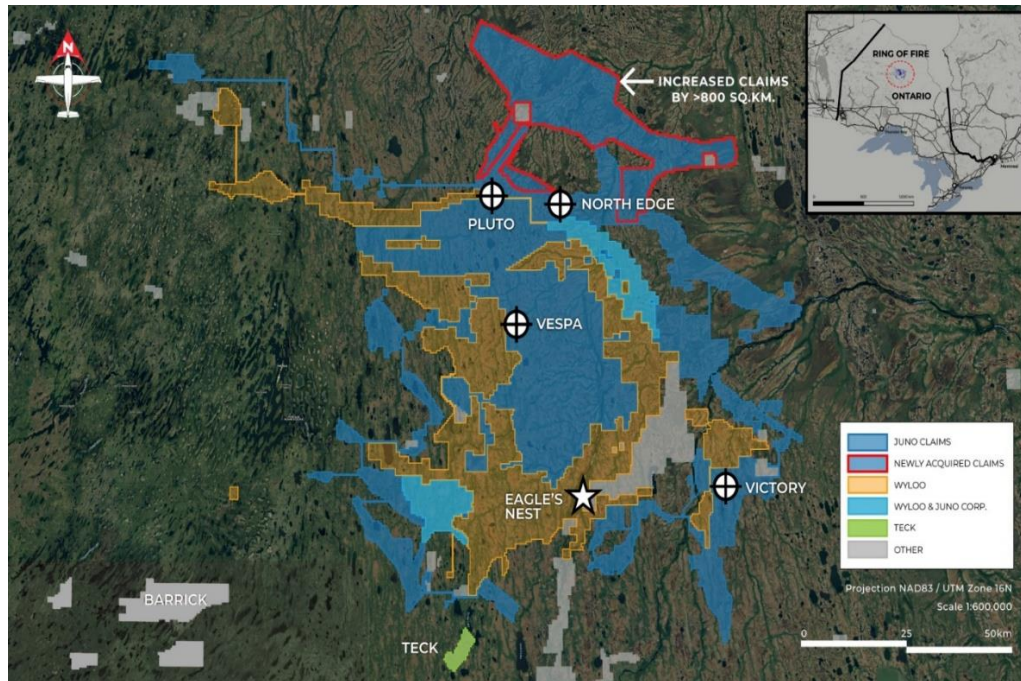 N
INCREASED CLAIMS
BY >800 SQ.KM.
RING OF FIRE
ONTARIO
PLUTO
NORTH EDGE
VESPA
EAGLE'S
NEST
VICTORY
BARRICK
TECK
JUNO CLAIMS
NEWLY ACQUIRED CLAIMS
WYLOO
WYLOO & JUNO CORP.
TECK
OTHER
Projection NAD83 / UTM Zone 16N
Scale 1:600,000
0 25 50km